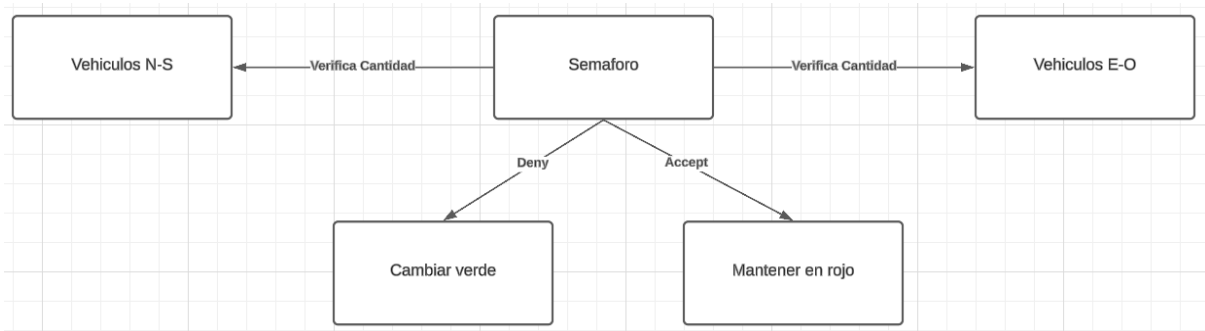 Vehiculos N-S
Verifica Cantidad
Semaforo
Verifica Cantidad
Vehiculos E-O
Deny
Accept
Cambiar verde
Mantener en rojo